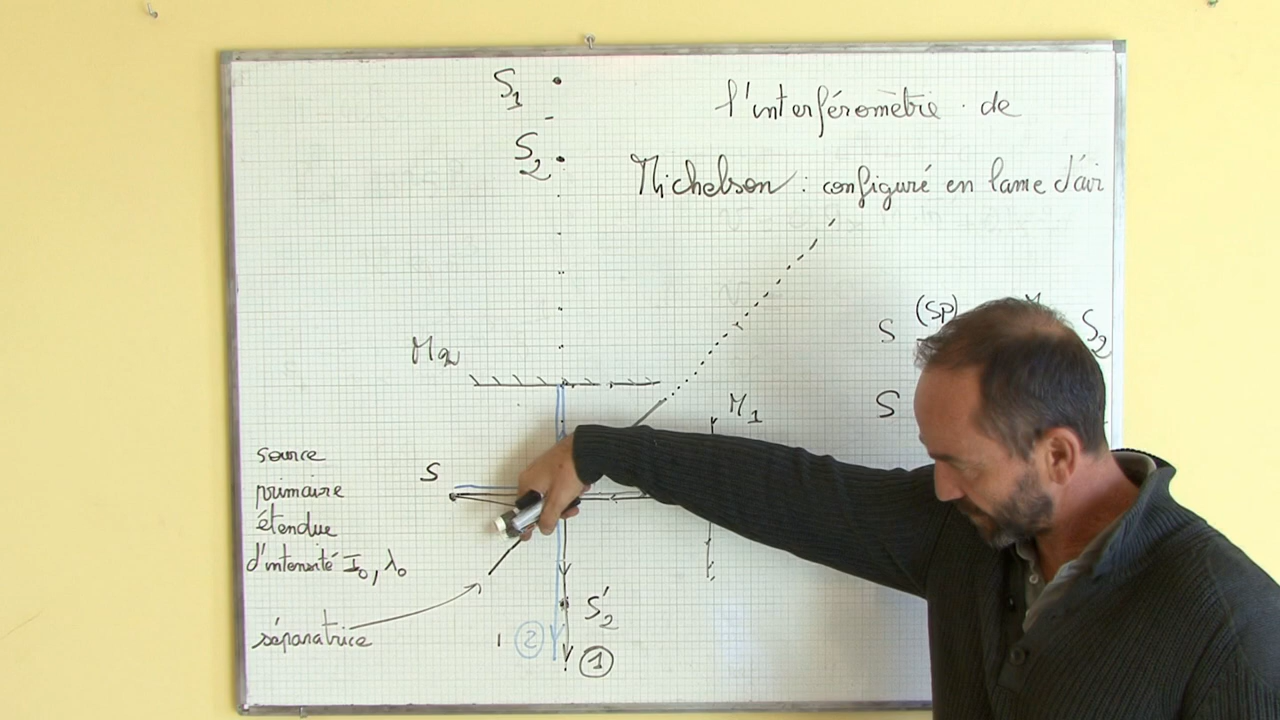 S1
l'interféromètre de
S2
Michelson : configuré en lame d'air
S (SP)
S2
M2
M1
S
source
S
primaire
étendue
d'intensité I0, λ0
S'2
séparatrice
2
1